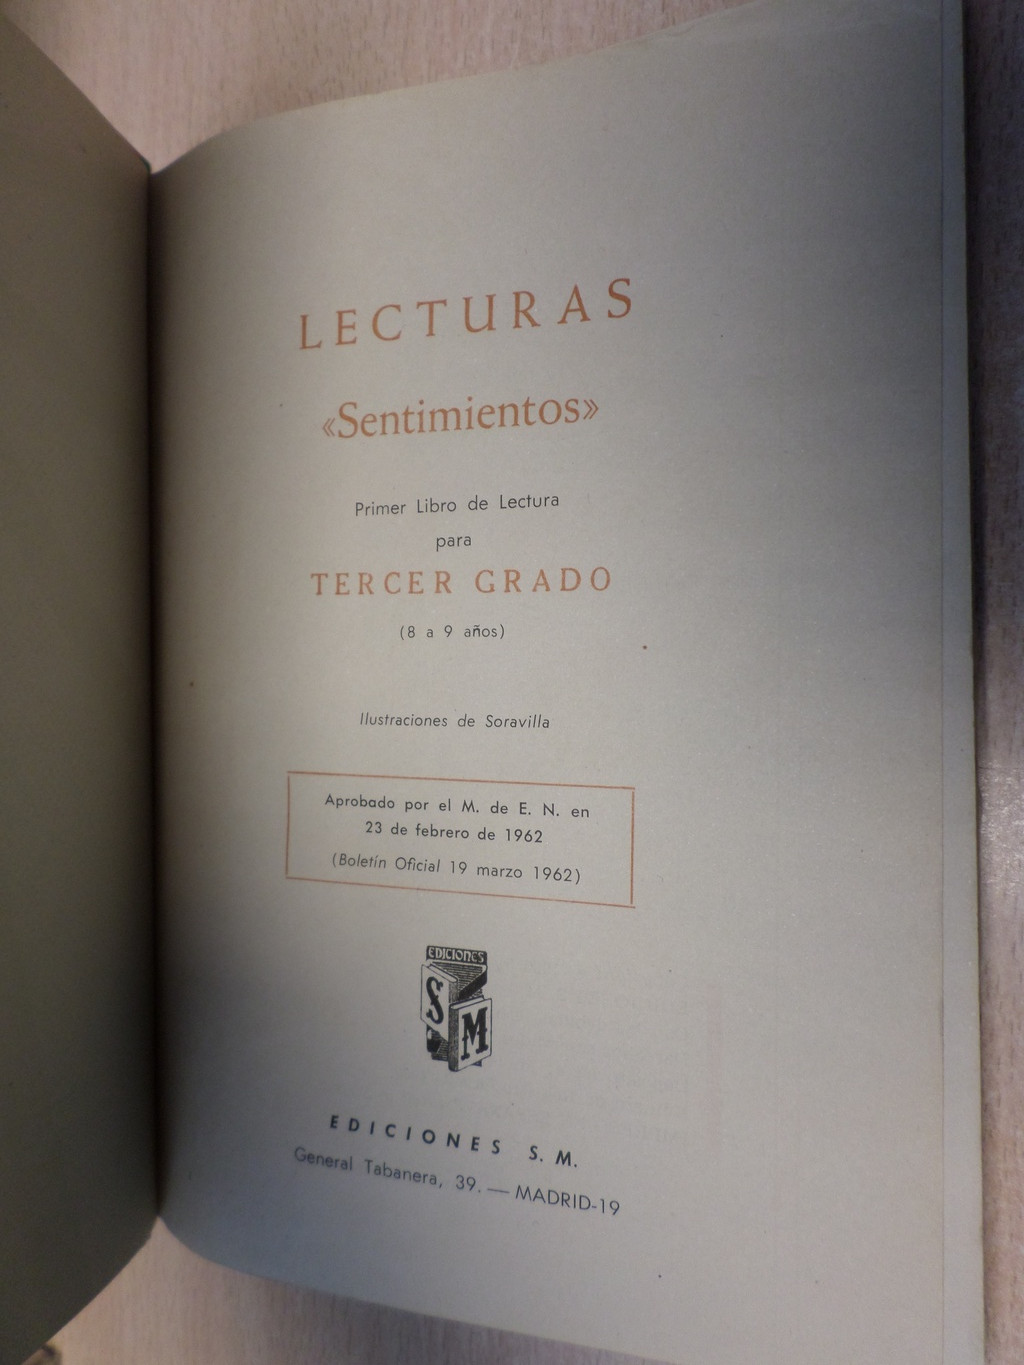 LECTURAS
«Sentimientos»
Primer Libro de Lectura
para
TERCER GRADO
(8 a 9 años)
Ilustraciones de Soravilla
Aprobado por el M. de E. N. en
23 de febrero de 1962
(Boletín Oficial 19 marzo 1962)
EDICIONES
S
M
EDICIONES S. M.
General Tabanera, 39. — MADRID-19